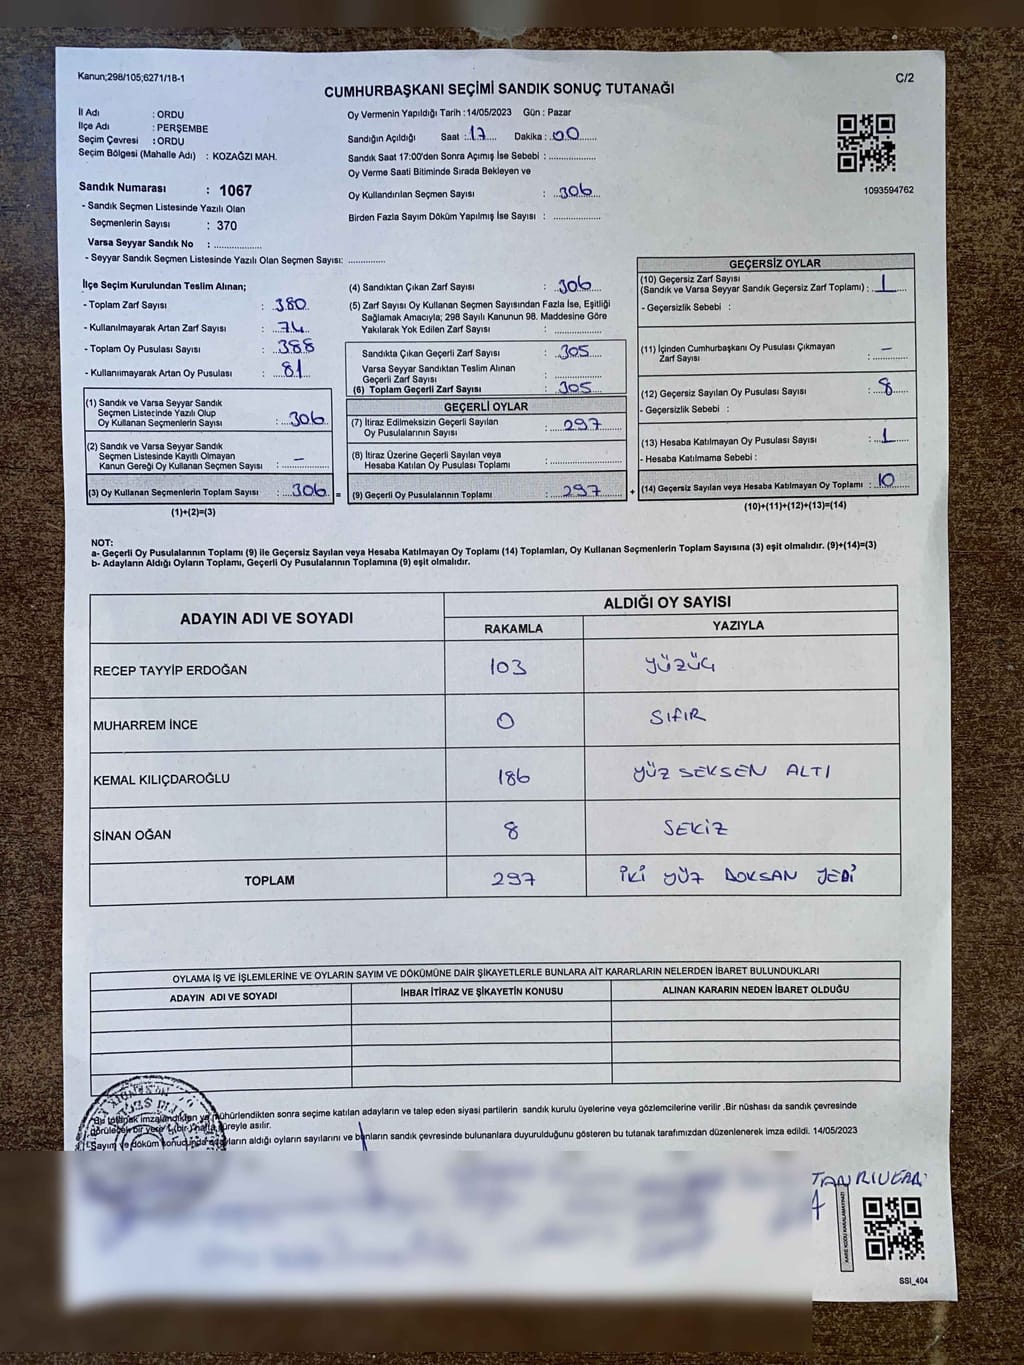 Kanun;298/105;6271/18-1
C/2
CUMHURBAŞKANI SEÇİMİ SANDIK SONUÇ TUTANAĞI
İl Adı : ORDU
İlçe Adı : PERŞEMBE
Seçim Çevresi : ORDU
Seçim Bölgesi (Mahalle Adı) : KOZAĞZI MAH.
Sandık Numarası : 1067
- Sandık Seçmen Listesinde Yazılı Olan
Seçmenlerin Sayısı : 370
Varsa Seyyar Sandık No : ..................
- Seyyar Sandık Seçmen Listesinde Yazılı Olan Seçmen Sayısı: ..............
Oy Vermenin Yapıldığı Tarih :14/05/2023 Gün : Pazar
Sandığın Açıldığı Saat : 17 Dakika : 00
Sandık Saat 17:00'den Sonra Açımış İse Sebebi : ..................
Oy Verme Saati Bitiminde Sırada Bekleyen ve
Oy Kullandırılan Seçmen Sayısı : 306
Birden Fazla Sayım Döküm Yapılmış İse Sayısı : ..................
1093594762
İlçe Seçim Kurulundan Teslim Alınan;
- Toplam Zarf Sayısı : 380
- Kullanılmayarak Artan Zarf Sayısı : 74
- Toplam Oy Pusulası Sayısı : 388
- Kullanılmayarak Artan Oy Pusulası : 81
(1) Sandık ve Varsa Seyyar Sandık
Seçmen Listecinde Yazılı Olup
Oy Kullanan Seçmenlerin Sayısı : 306
(2) Sandık ve Varsa Seyyar Sandık
Seçmen Listesinde Kayıtlı Olmayan
Kanun Gereği Oy Kullanan Seçmen Sayısı : –
(3) Oy Kullanan Seçmenlerin Toplam Sayısı : 306 =
(1)+(2)=(3)
(4) Sandıktan Çıkan Zarf Sayısı : 306
(5) Zarf Sayısı Oy Kullanan Seçmen Sayısından Fazla İse, Eşitliği
Sağlamak Amacıyla; 298 Sayılı Kanunun 98. Maddesine Göre
Yakılarak Yok Edilen Zarf Sayısı : ..................
Sandıkta Çıkan Geçerli Zarf Sayısı : 305
Varsa Seyyar Sandıktan Teslim Alınan
Geçerli Zarf Sayısı : ..................
(6) Toplam Geçerli Zarf Sayısı : 305
GEÇERLİ OYLAR
(7) İtiraz Edilmeksizin Geçerli Sayılan
Oy Pusulalarının Sayısı : 297
(8) İtiraz Üzerine Geçerli Sayılan veya
Hesaba Katılan Oy Pusulası Toplamı : ..................
(9) Geçerli Oy Pusulalarının Toplamı : 297 +
GEÇERSİZ OYLAR
(10) Geçersiz Zarf Sayısı
(Sandık ve Varsa Seyyar Sandık Geçersiz Zarf Toplamı) : 1
- Geçersizlik Sebebi :
(11) İçinden Cumhurbaşkanı Oy Pusulası Çıkmayan
Zarf Sayısı : –
(12) Geçersiz Sayılan Oy Pusulası Sayısı : 8
- Geçersizlik Sebebi :
(13) Hesaba Katılmayan Oy Pusulası Sayısı : 1
- Hesaba Katılmama Sebebi :
(14) Geçersiz Sayılan veya Hesaba Katılmayan Oy Toplamı : 10
(10)+(11)+(12)+(13)=(14)
NOT:
a- Geçerli Oy Pusulalarının Toplamı (9) ile Geçersiz Sayılan veya Hesaba Katılmayan Oy Toplamı (14) Toplamları, Oy Kullanan Seçmenlerin Toplam Sayısına (3) eşit olmalıdır. (9)+(14)=(3)
b- Adayların Aldığı Oyların Toplamı, Geçerli Oy Pusulalarının Toplamına (9) eşit olmalıdır.
ADAYIN ADI VE SOYADI
ALDIĞI OY SAYISI
RAKAMLA YAZIYLA
RECEP TAYYİP ERDOĞAN 103 YÜZÜÇ
MUHARREM İNCE 0 SIFIR
KEMAL KILIÇDAROĞLU 186 YÜZ SEKSEN ALTI
SİNAN OĞAN 8 SEKİZ
TOPLAM 297 İKİ YÜZ DOKSAN YEDİ
OYLAMA İŞ VE İŞLEMLERİNE VE OYLARIN SAYIM VE DÖKÜMÜNE DAİR ŞİKAYETLERLE BUNLARA AİT KARARLARIN NELERDEN İBARET BULUNDUKLARI
ADAYIN ADI VE SOYADI İHBAR İTİRAZ VE ŞİKAYETİN KONUSU ALINAN KARARIN NEDEN İBARET OLDUĞU
Bu tutanak imzalandıktan ve mühürlendikten sonra seçime katılan adayların ve talep eden siyasi partilerin sandık kurulu üyelerine veya gözlemcilerine verilir .Bir nüshası da sandık çevresinde
görülecek bir yere 1 (bir) hafta süreyle asılır.
Sayım ve döküm sonucunda adayların aldığı oyların sayılarını ve bunların sandık çevresinde bulunanlara duyurulduğunu gösteren bu tutanak tarafımızdan düzenlenerek imza edildi. 14/05/2023
SSI_404